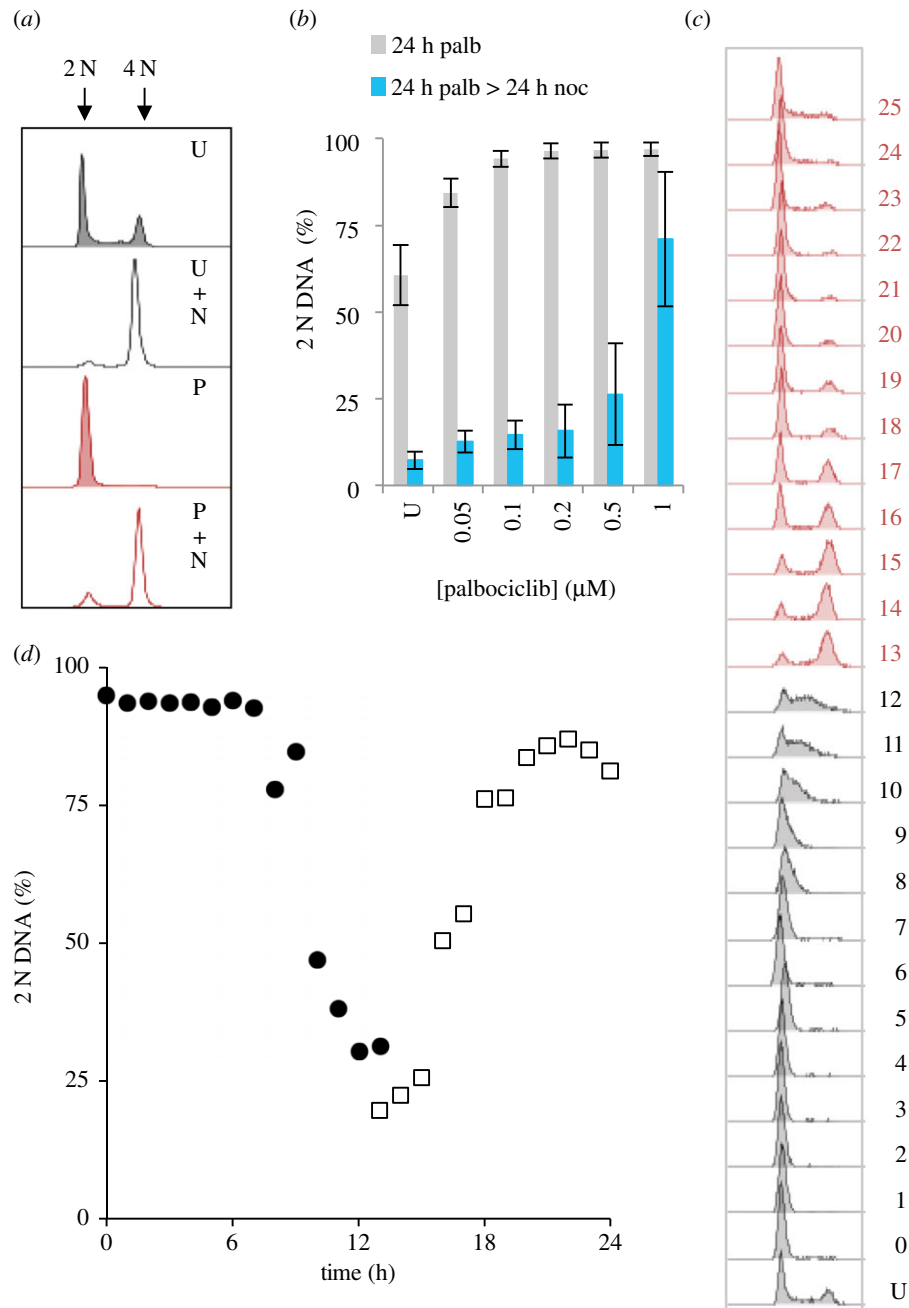 (a)
2 N 4 N
U
U
+
N
P
P
+
N
(b)
24 h palb
24 h palb > 24 h noc
100
75
50
25
0
2 N DNA (%)
U 0.05 0.1 0.2 0.5 1
[palbociclib] (µM)
(c)
25
24
23
22
21
20
19
18
17
16
15
14
13
12
11
10
9
8
7
6
5
4
3
2
1
0
U
(d)
100
75
50
25
0
2 N DNA (%)
0 6 12 18 24
time (h)